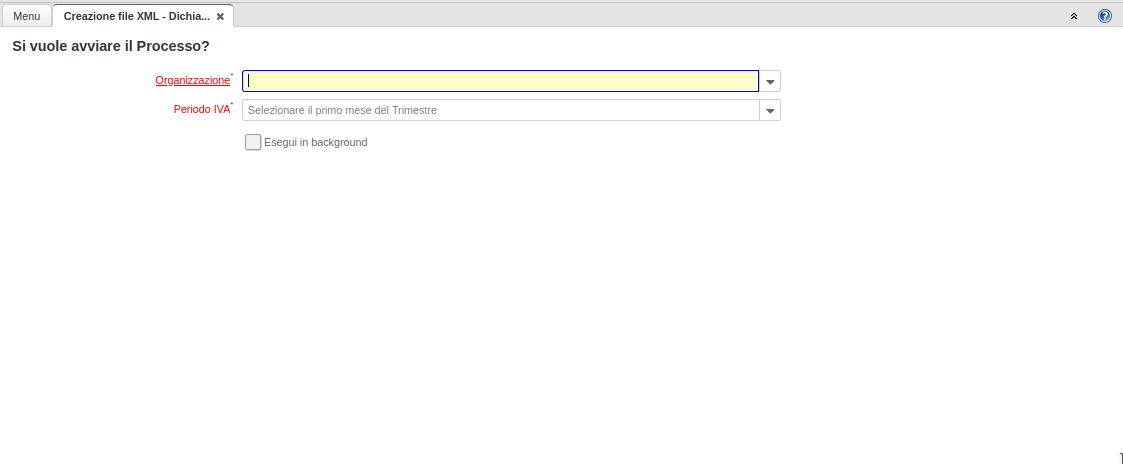 Menu
Creazione file XML - Dichia...
Si vuole avviare il Processo?
Organizzazione*
Periodo IVA*
Selezionare il primo mese del Trimestre
Esegui in background